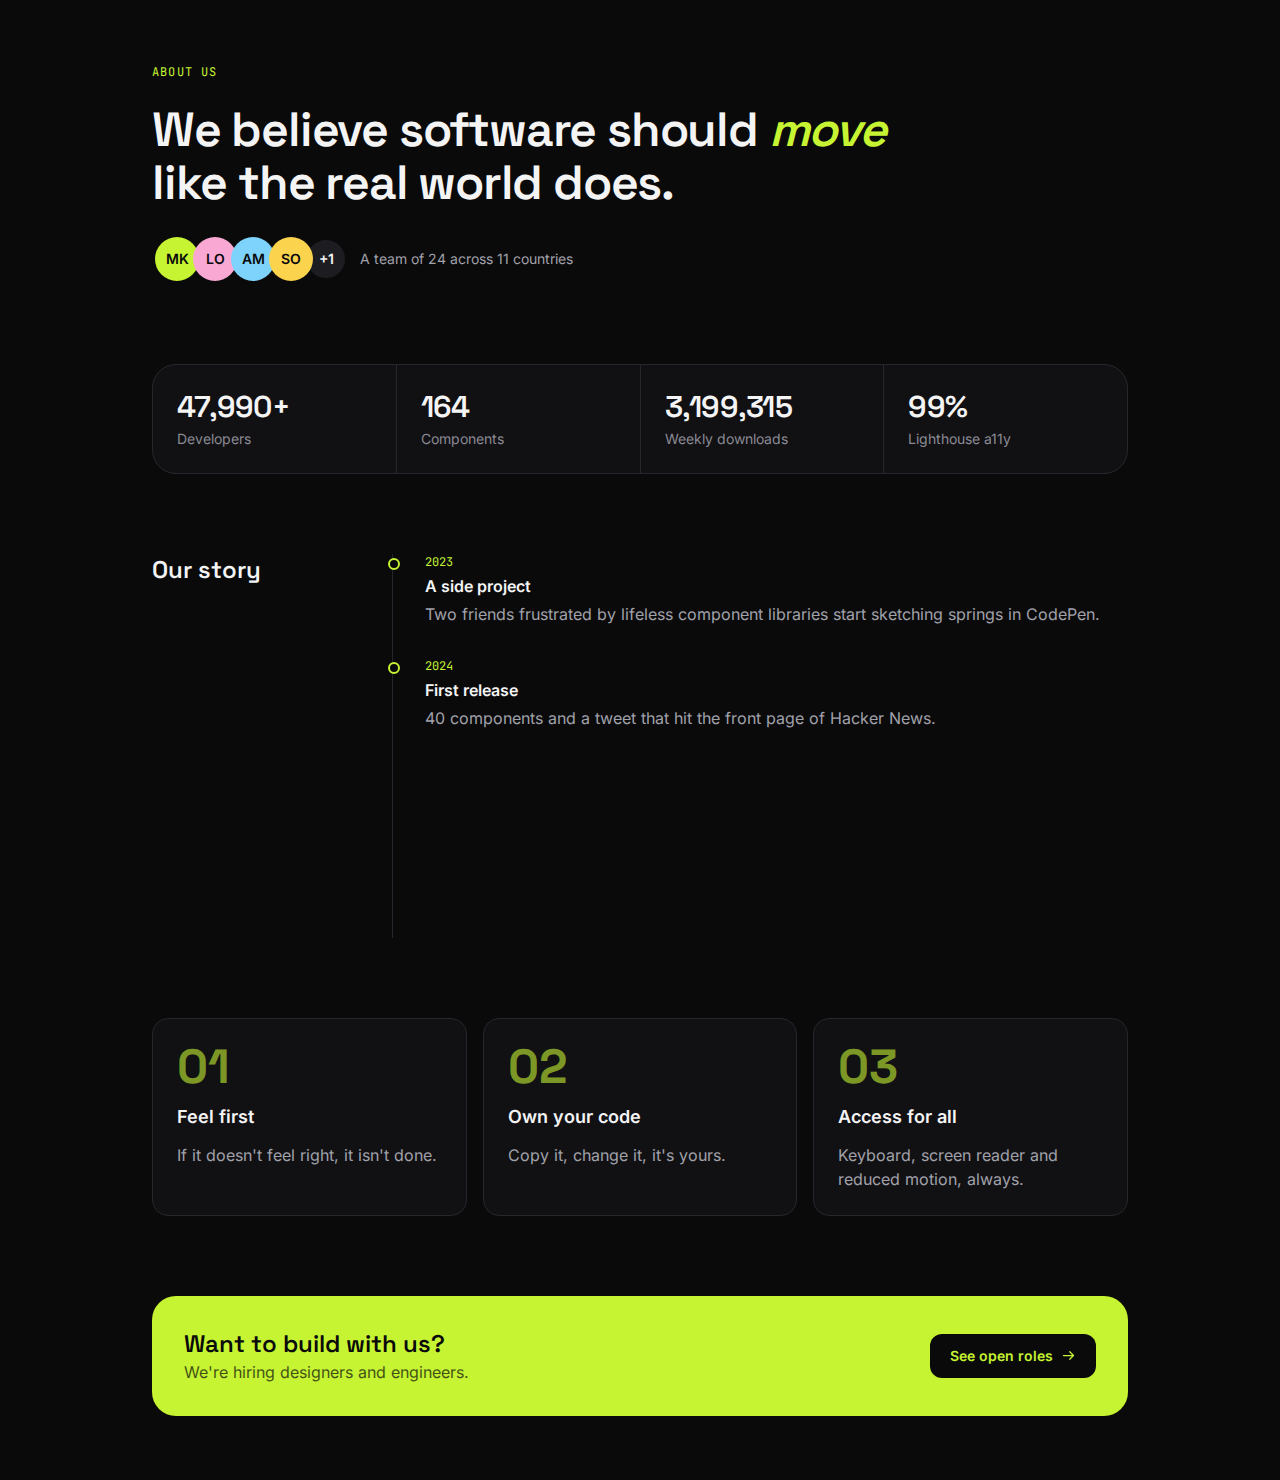 ABOUT US
We believe software should move
like the real world does.
MK LO AM SO +1 A team of 24 across 11 countries
47,990+ 164 3,199,315 99%
Developers Components Weekly downloads Lighthouse a11y
Our story
2023
A side project
Two friends frustrated by lifeless component libraries start sketching springs in CodePen.
2024
First release
40 components and a tweet that hit the front page of Hacker News.
01
Feel first
If it doesn't feel right, it isn't done.
02
Own your code
Copy it, change it, it's yours.
03
Access for all
Keyboard, screen reader and
reduced motion, always.
Want to build with us?
We're hiring designers and engineers.
See open roles →